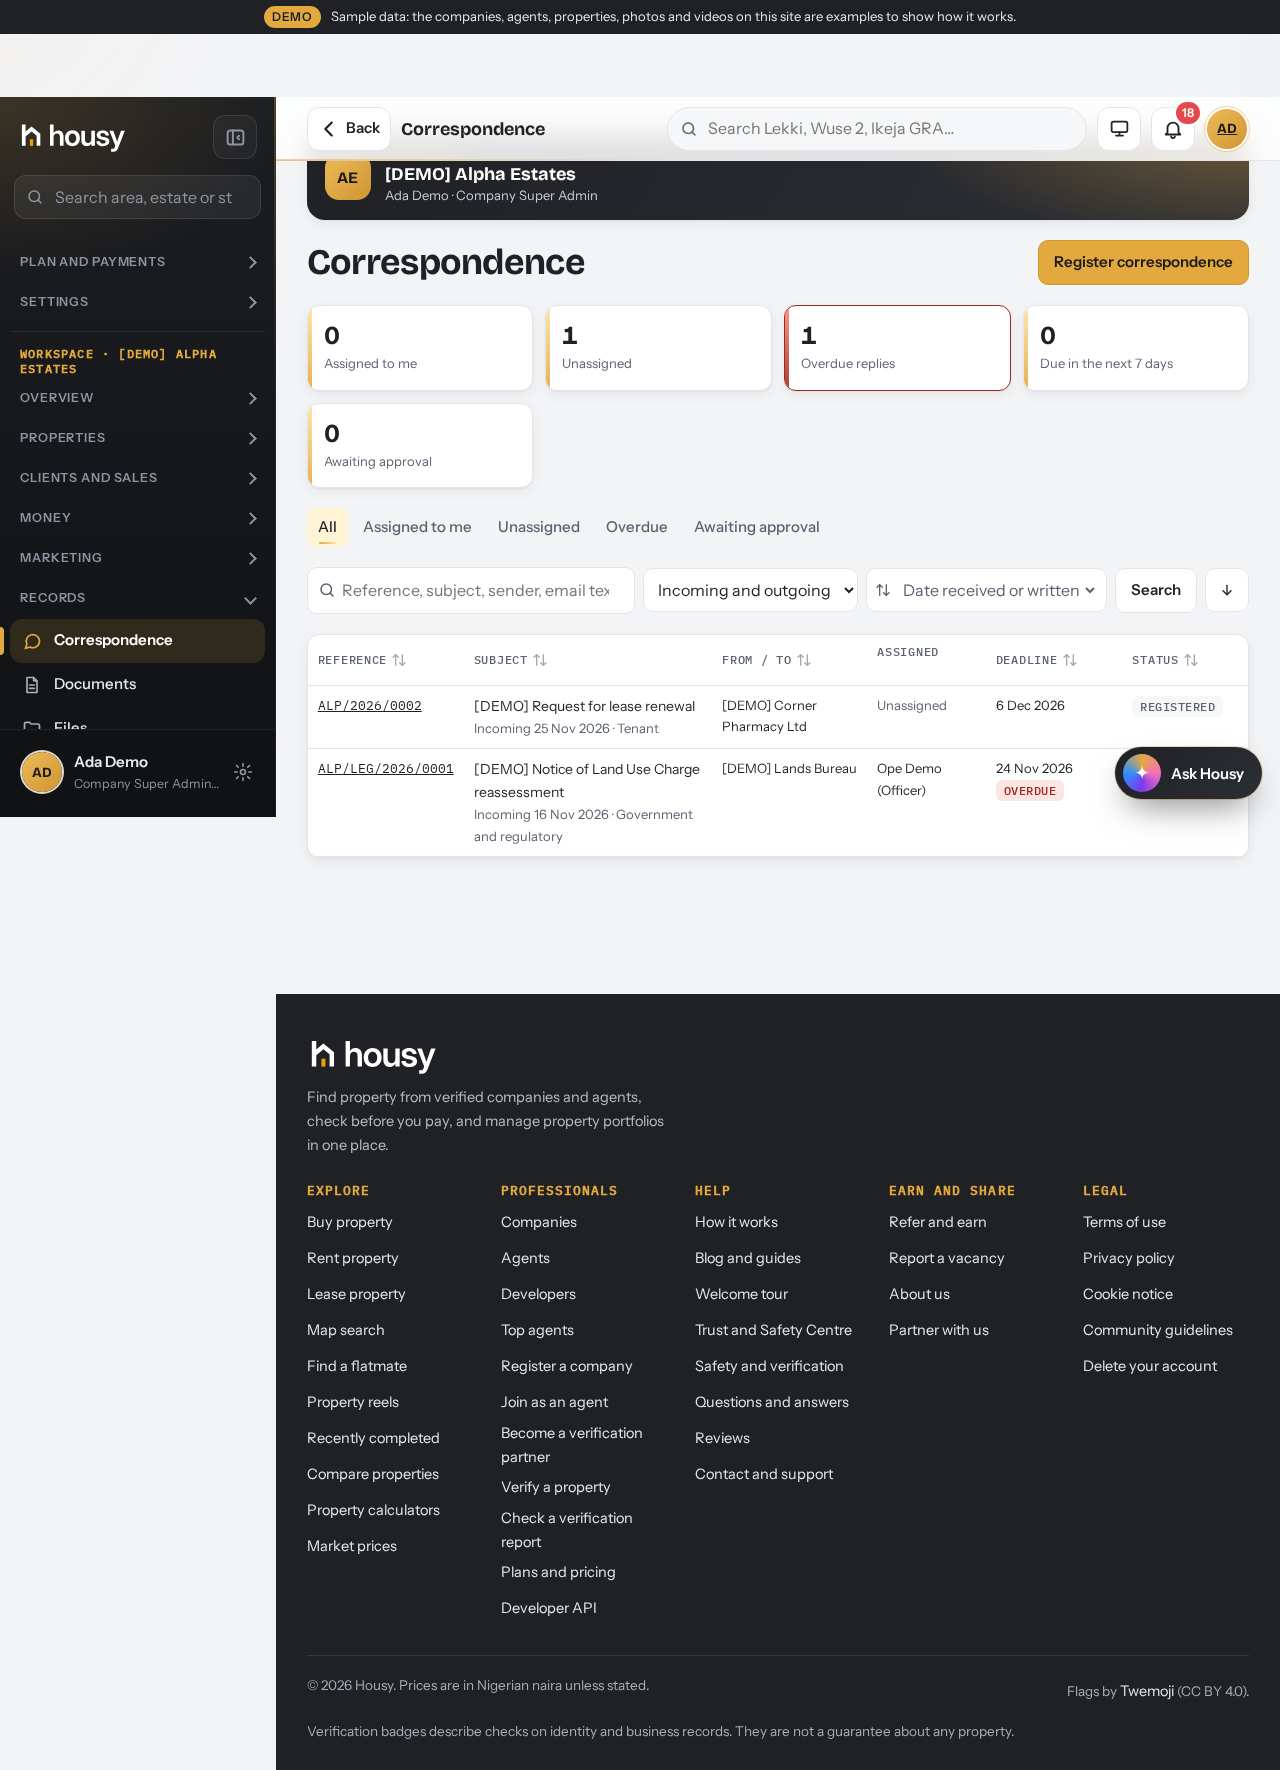 DEMO Sample data: the companies, agents, properties, photos and videos on this site are examples to show how it works.
housy
Search area, estate or st
PLAN AND PAYMENTS
SETTINGS
WORKSPACE · [DEMO] ALPHA
ESTATES
OVERVIEW
PROPERTIES
CLIENTS AND SALES
MONEY
MARKETING
RECORDS
Correspondence
Documents
Files
AD
Ada Demo
Company Super Admin...
Back
Correspondence
Search Lekki, Wuse 2, Ikeja GRA...
18
AD
AE
[DEMO] Alpha Estates
Ada Demo · Company Super Admin
Correspondence
Register correspondence
0
Assigned to me
1
Unassigned
1
Overdue replies
0
Due in the next 7 days
0
Awaiting approval
All Assigned to me Unassigned Overdue Awaiting approval
Reference, subject, sender, email tex
Incoming and outgoing
Date received or written
Search
REFERENCE SUBJECT FROM / TO ASSIGNED DEADLINE STATUS
ALP/2026/0002
[DEMO] Request for lease renewal
Incoming 25 Nov 2026 · Tenant
[DEMO] Corner
Pharmacy Ltd
Unassigned
6 Dec 2026
REGISTERED
ALP/LEG/2026/0001
[DEMO] Notice of Land Use Charge
reassessment
Incoming 16 Nov 2026 · Government
and regulatory
[DEMO] Lands Bureau
Ope Demo
(Officer)
24 Nov 2026
OVERDUE
Ask Housy
housy
Find property from verified companies and agents,
check before you pay, and manage property portfolios
in one place.
EXPLORE
Buy property
Rent property
Lease property
Map search
Find a flatmate
Property reels
Recently completed
Compare properties
Property calculators
Market prices
PROFESSIONALS
Companies
Agents
Developers
Top agents
Register a company
Join as an agent
Become a verification
partner
Verify a property
Check a verification
report
Plans and pricing
Developer API
HELP
How it works
Blog and guides
Welcome tour
Trust and Safety Centre
Safety and verification
Questions and answers
Reviews
Contact and support
EARN AND SHARE
Refer and earn
Report a vacancy
About us
Partner with us
LEGAL
Terms of use
Privacy policy
Cookie notice
Community guidelines
Delete your account
© 2026 Housy. Prices are in Nigerian naira unless stated.
Flags by Twemoji (CC BY 4.0).
Verification badges describe checks on identity and business records. They are not a guarantee about any property.